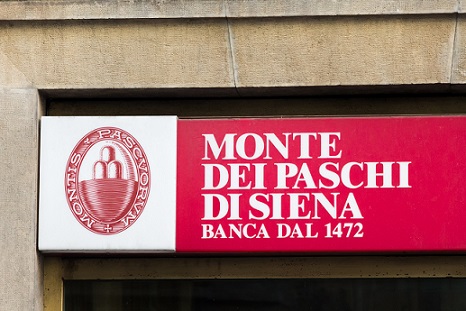 MONTIS PASCVORVM
MONTE
DEI PASCHI
DI SIENA
BANCA DAL 1472